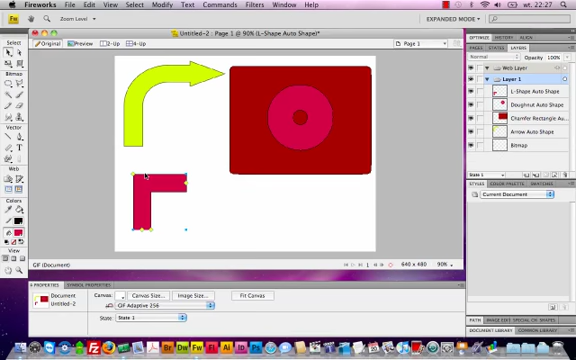 Fireworks File Edit View Select Modify Text Commands Filters Window Help
wt. 22:27
Zoom Level
EXPANDED MODE
Untitled-2 : Page 1 @ 90% (L-Shape Auto Shape)*
Original Preview 2-Up 4-Up
Page 1
Select
Bitmap
Vector
Web
Colors
View
OPTIMIZE HISTORY ALIGN
PAGES STATES LAYERS
Normal
Opacity 100%
Web Layer
Layer 1
L-Shape Auto Shape
Doughnut Auto Shape
Chamfer Rectangle Au...
Arrow Auto Shape
Bitmap
State 1
STYLES COLOR PALETTE SYMBOL
Current Document
GIF (Document)
640 x 480
90%
PROPERTIES SYMBOL PROPERTIES
Document
Untitled-2
Canvas:
Canvas Size...
Image Size...
Fit Canvas
GIF Adaptive 256
State:
State 1
PATH IMAGE EDIT SPECIAL CH AUTO SHAPES
DOCUMENT LIBRARY